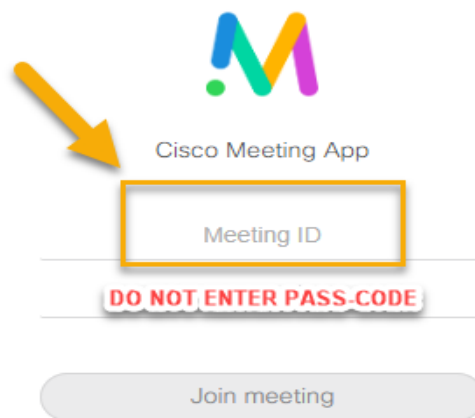 Cisco Meeting App
Meeting ID
DO NOT ENTER PASS-CODE
Join meeting